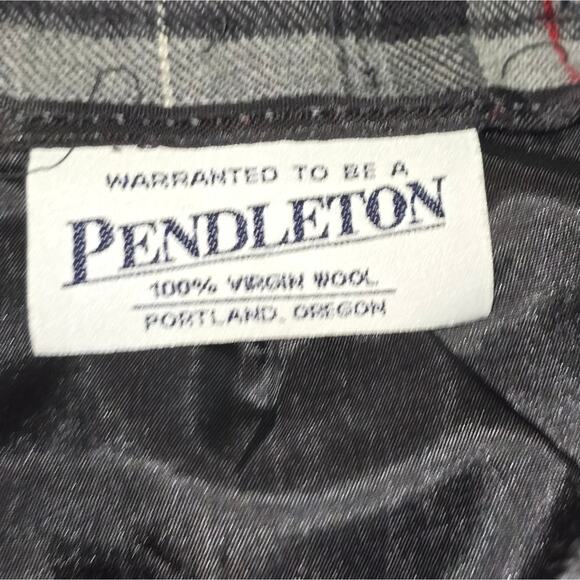 WARRANTED TO BE A
PENDLETON
100% VIRGIN WOOL
PORTLAND, OREGON